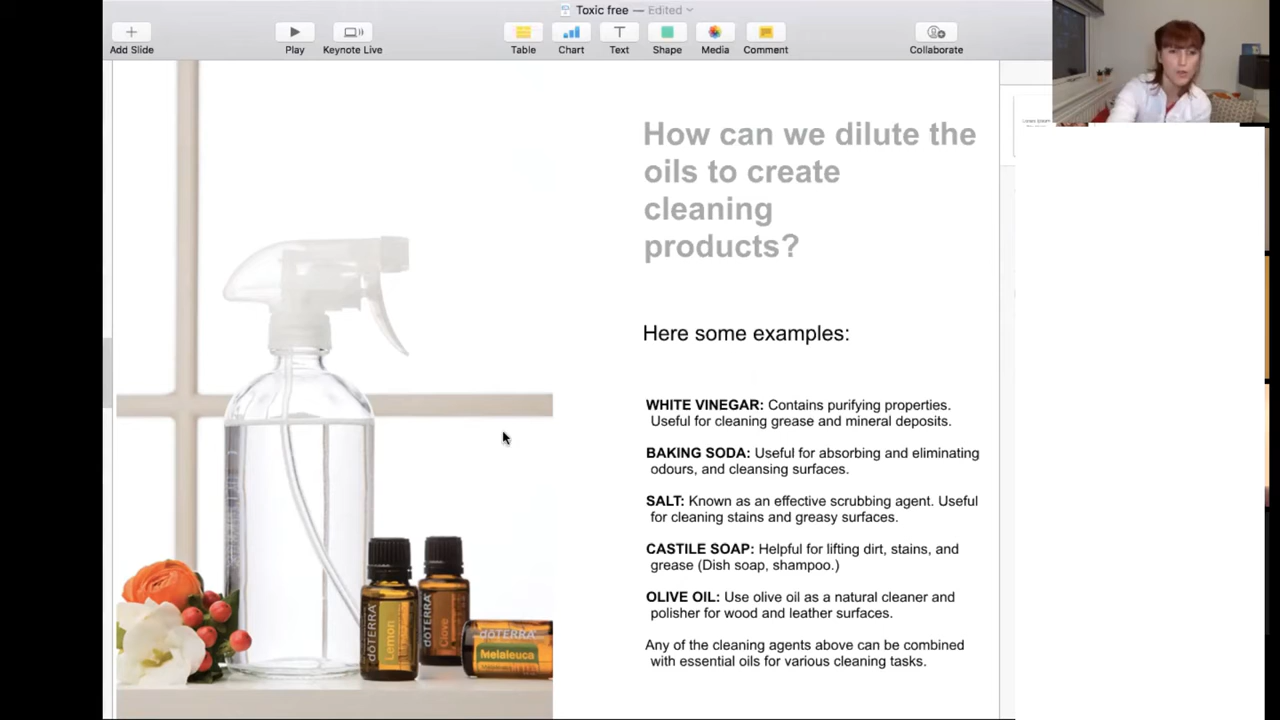 Toxic free — Edited
Add Slide
Play
Keynote Live
Table
Chart
Text
Shape
Media
Comment
Collaborate
How can we dilute the
oils to create
cleaning
products?
Here some examples:
WHITE VINEGAR: Contains purifying properties.
Useful for cleaning grease and mineral deposits.
BAKING SODA: Useful for absorbing and eliminating
odours, and cleansing surfaces.
SALT: Known as an effective scrubbing agent. Useful
for cleaning stains and greasy surfaces.
CASTILE SOAP: Helpful for lifting dirt, stains, and
grease (Dish soap, shampoo.)
OLIVE OIL: Use olive oil as a natural cleaner and
polisher for wood and leather surfaces.
Any of the cleaning agents above can be combined
with essential oils for various cleaning tasks.
dōTERRA
Lemon
dōTERRA
Clove
dōTERRA
Melaleuca